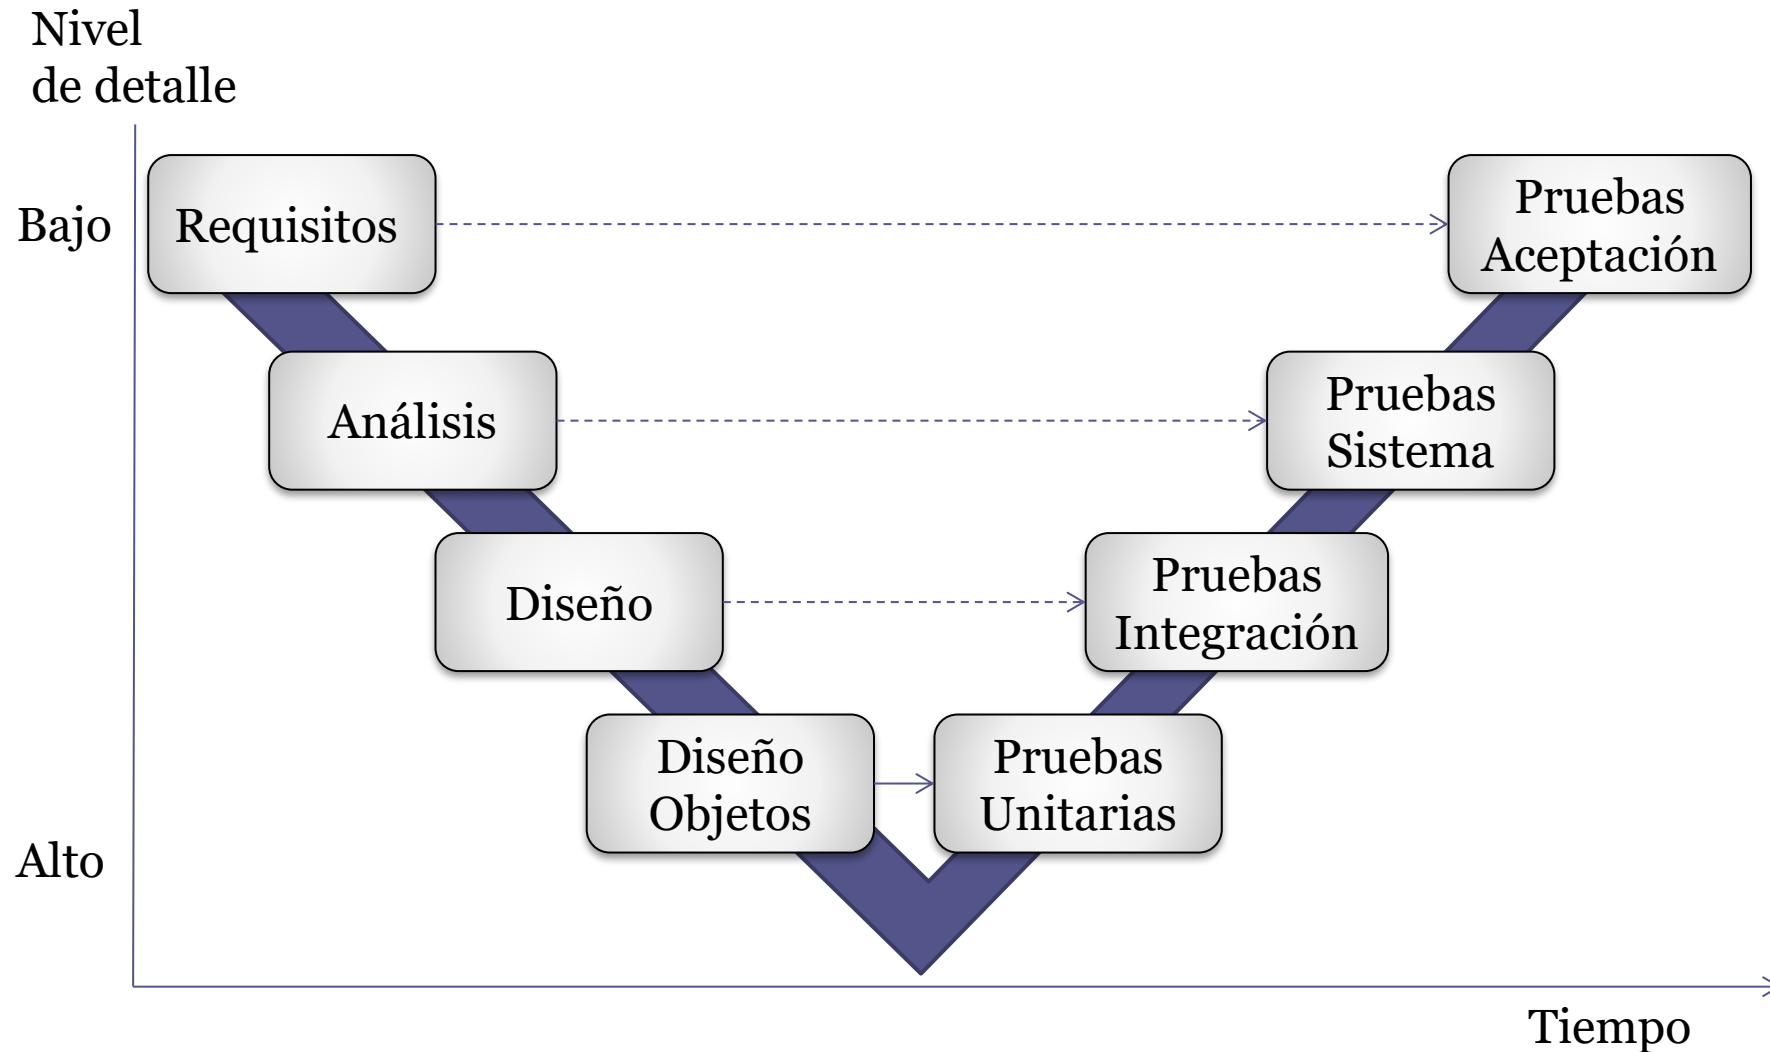 Nivel
de detalle
Bajo
Requisitos
Pruebas
Aceptación
Análisis
Pruebas
Sistema
Diseño
Pruebas
Integración
Diseño
Objetos
Pruebas
Unitarias
Alto
Tiempo